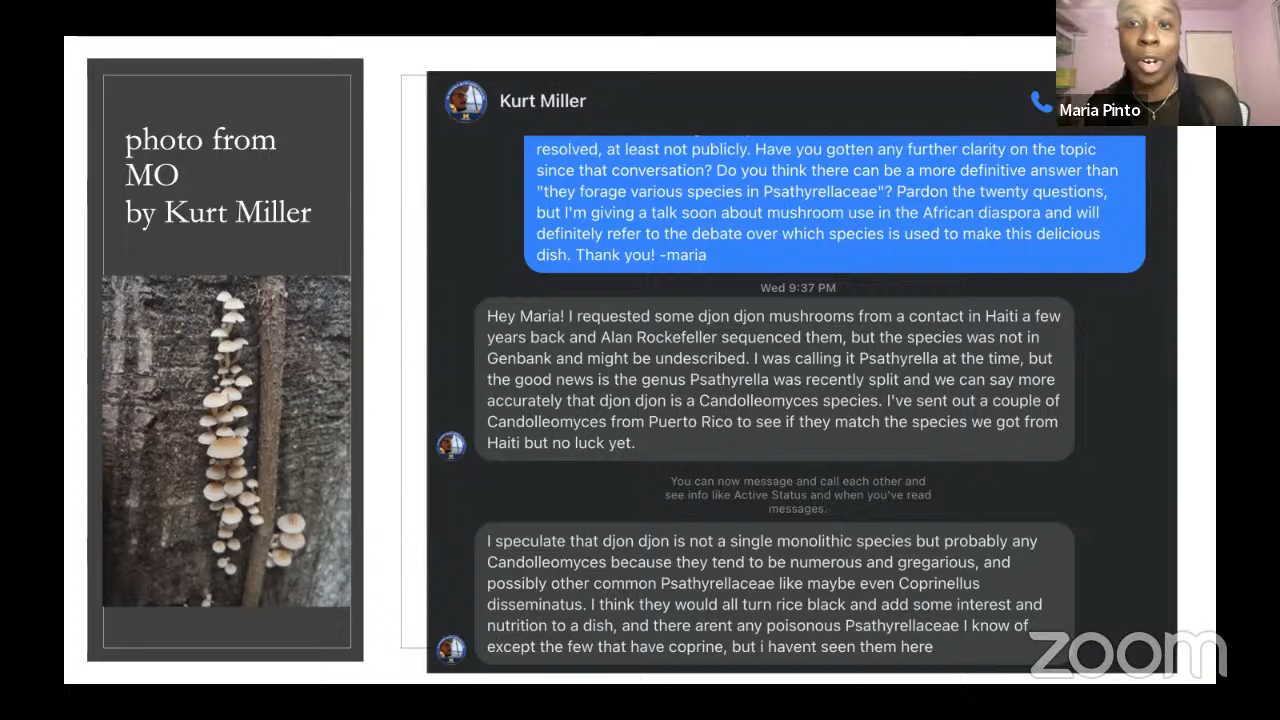 photo from
MO
by Kurt Miller
Kurt Miller
Maria Pinto
resolved, at least not publicly. Have you gotten any further clarity on the topic
since that conversation? Do you think there can be a more definitive answer than
"they forage various species in Psathyrellaceae"? Pardon the twenty questions,
but I'm giving a talk soon about mushroom use in the African diaspora and will
definitely refer to the debate over which species is used to make this delicious
dish. Thank you! -maria
Wed 9:37 PM
Hey Maria! I requested some djon djon mushrooms from a contact in Haiti a few
years back and Alan Rockefeller sequenced them, but the species was not in
Genbank and might be undescribed. I was calling it Psathyrella at the time, but
the good news is the genus Psathyrella was recently split and we can say more
accurately that djon djon is a Candolleomyces species. I've sent out a couple of
Candolleomyces from Puerto Rico to see if they match the species we got from
Haiti but no luck yet.
You can now message and call each other and
see info like Active Status and when you've read
messages.
I speculate that djon djon is not a single monolithic species but probably any
Candolleomyces because they tend to be numerous and gregarious, and
possibly other common Psathyrellaceae like maybe even Coprinellus
disseminatus. I think they would all turn rice black and add some interest and
nutrition to a dish, and there arent any poisonous Psathyrellaceae I know of
except the few that have coprine, but i havent seen them here
zoom